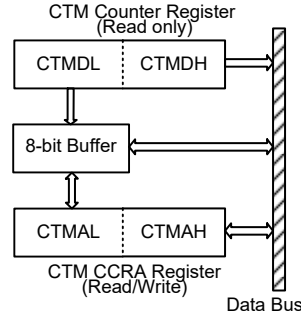 CTM Counter Register
(Read only)
CTMDL CTMDH
8-bit Buffer
CTMAL CTMAH
CTM CCRA Register
(Read/Write)
Data Bus